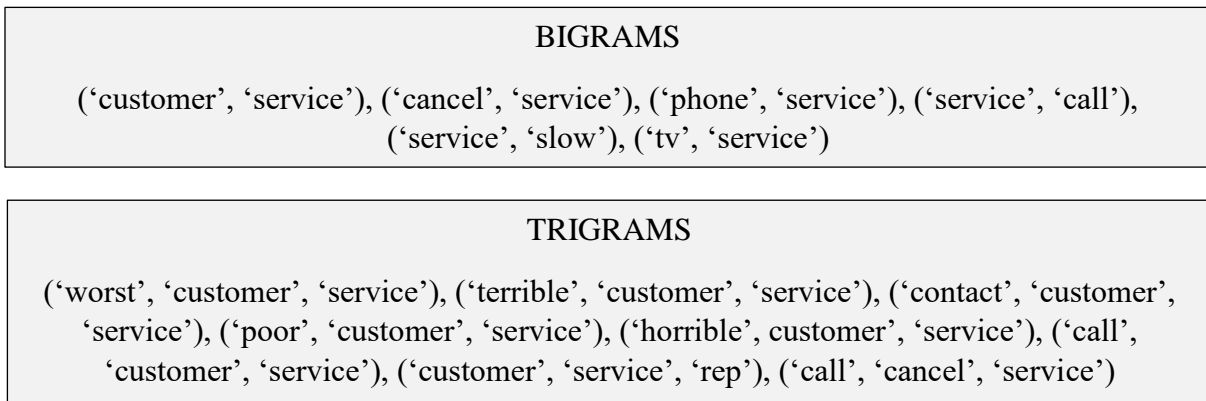 BIGRAMS
(‘customer’, ‘service’), (‘cancel’, ‘service’), (‘phone’, ‘service’), (‘service’, ‘call’),
(‘service’, ‘slow’), (‘tv’, ‘service’)
TRIGRAMS
(‘worst’, ‘customer’, ‘service’), (‘terrible’, ‘customer’, ‘service’), (‘contact’, ‘customer’,
‘service’), (‘poor’, ‘customer’, ‘service’), (‘horrible’, customer’, ‘service’), (‘call’,
‘customer’, ‘service’), (‘customer’, ‘service’, ‘rep’), (‘call’, ‘cancel’, ‘service’)